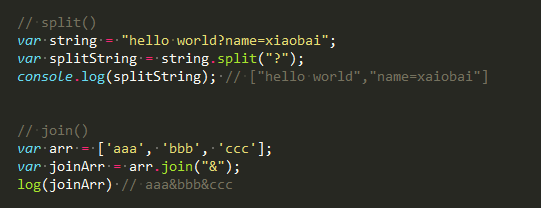 // split()
var string = "hello world?name=xiaobai";
var splitString = string.split("?");
console.log(splitString); // ["hello world","name=xaiobai"]
// join()
var arr = ['aaa', 'bbb', 'ccc'];
var joinArr = arr.join("&");
log(joinArr) // aaa&bbb&ccc